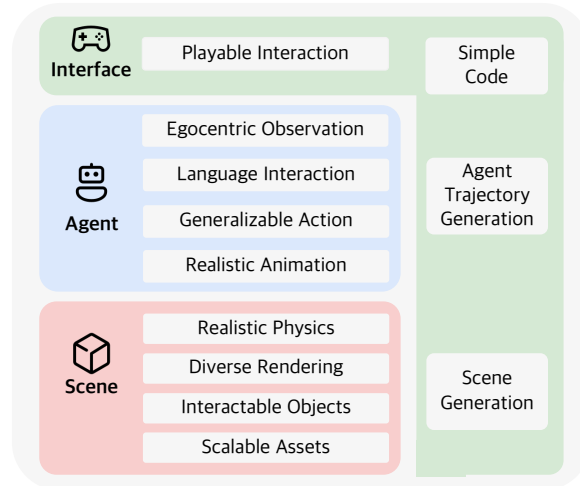 Interface
Playable Interaction
Simple
Code
Agent
Egocentric Observation
Language Interaction
Generalizable Action
Realistic Animation
Agent
Trajectory
Generation
Scene
Realistic Physics
Diverse Rendering
Interactable Objects
Scalable Assets
Scene
Generation